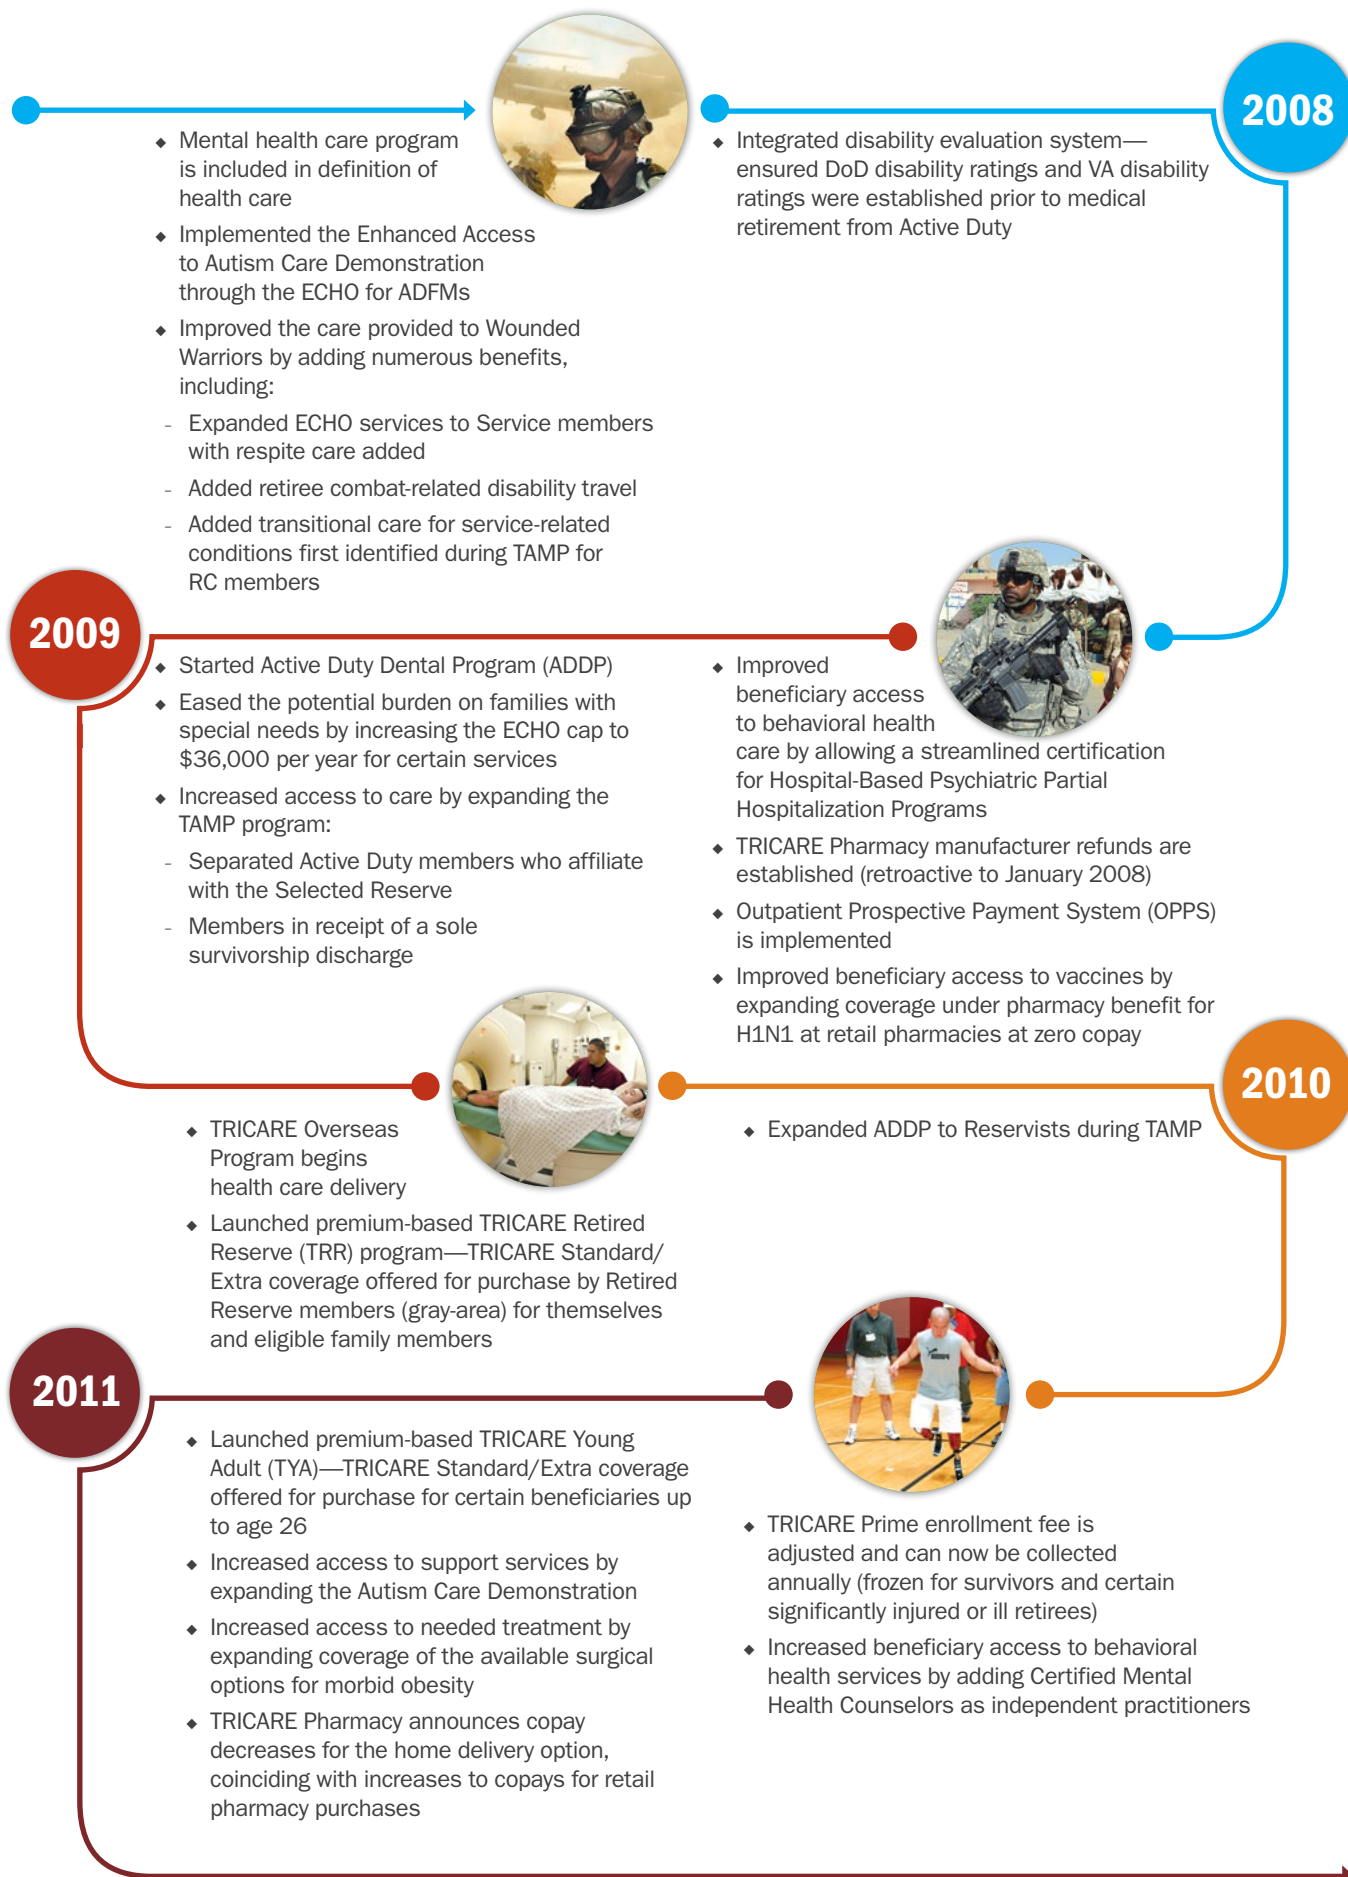 2008
◆ Mental health care program
is included in definition of
health care
◆ Implemented the Enhanced Access
to Autism Care Demonstration
through the ECHO for ADFMs
◆ Improved the care provided to Wounded
Warriors by adding numerous benefits,
including:
- Expanded ECHO services to Service members
with respite care added
- Added retiree combat-related disability travel
- Added transitional care for service-related
conditions first identified during TAMP for
RC members
◆ Integrated disability evaluation system—
ensured DoD disability ratings and VA disability
ratings were established prior to medical
retirement from Active Duty
2009
◆ Started Active Duty Dental Program (ADDP)
◆ Eased the potential burden on families with
special needs by increasing the ECHO cap to
$36,000 per year for certain services
◆ Increased access to care by expanding the
TAMP program:
- Separated Active Duty members who affiliate
with the Selected Reserve
- Members in receipt of a sole
survivorship discharge
◆ Improved
beneficiary access
to behavioral health
care by allowing a streamlined certification
for Hospital-Based Psychiatric Partial
Hospitalization Programs
◆ TRICARE Pharmacy manufacturer refunds are
established (retroactive to January 2008)
◆ Outpatient Prospective Payment System (OPPS)
is implemented
◆ Improved beneficiary access to vaccines by
expanding coverage under pharmacy benefit for
H1N1 at retail pharmacies at zero copay
2010
◆ TRICARE Overseas
Program begins
health care delivery
◆ Launched premium-based TRICARE Retired
Reserve (TRR) program—TRICARE Standard/
Extra coverage offered for purchase by Retired
Reserve members (gray-area) for themselves
and eligible family members
◆ Expanded ADDP to Reservists during TAMP
2011
◆ Launched premium-based TRICARE Young
Adult (TYA)—TRICARE Standard/Extra coverage
offered for purchase for certain beneficiaries up
to age 26
◆ Increased access to support services by
expanding the Autism Care Demonstration
◆ Increased access to needed treatment by
expanding coverage of the available surgical
options for morbid obesity
◆ TRICARE Pharmacy announces copay
decreases for the home delivery option,
coinciding with increases to copays for retail
pharmacy purchases
◆ TRICARE Prime enrollment fee is
adjusted and can now be collected
annually (frozen for survivors and certain
significantly injured or ill retirees)
◆ Increased beneficiary access to behavioral
health services by adding Certified Mental
Health Counselors as independent practitioners